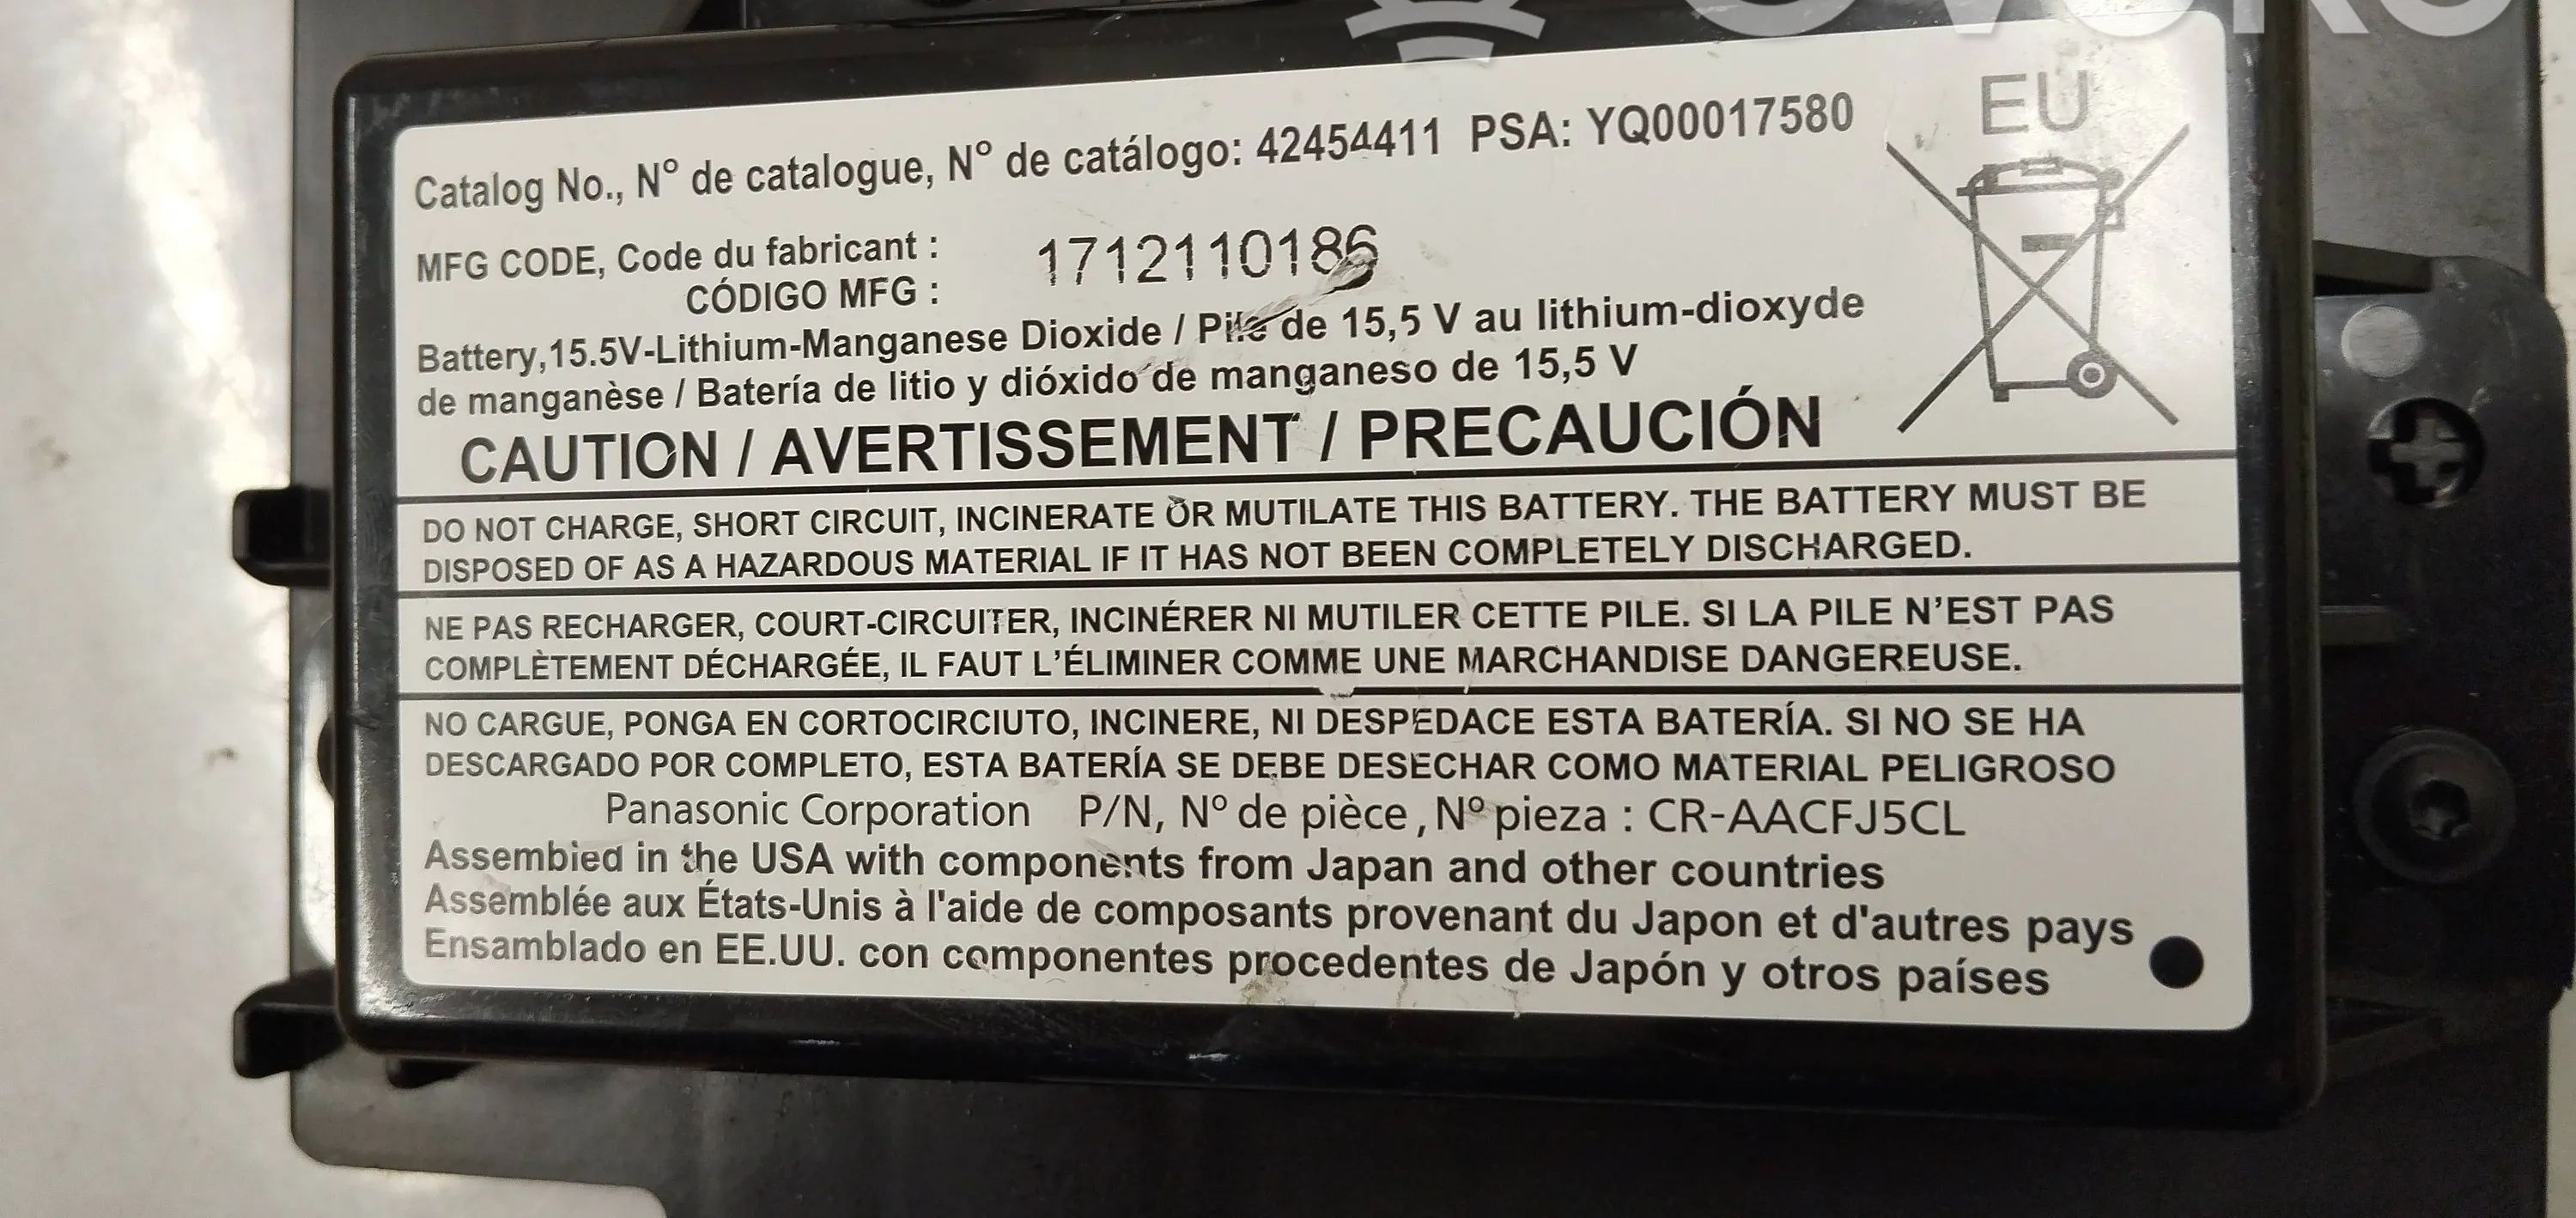 Catalog No., N° de catalogue, N° de catálogo: 42454411 PSA: YQ00017580
EU
MFG CODE, Code du fabricant : 1712110186
CÓDIGO MFG :
Battery,15.5V-Lithium-Manganese Dioxide / Pile de 15,5 V au lithium-dioxyde
de manganèse / Batería de litio y dióxido de manganeso de 15,5 V
CAUTION / AVERTISSEMENT / PRECAUCIÓN
DO NOT CHARGE, SHORT CIRCUIT, INCINERATE OR MUTILATE THIS BATTERY. THE BATTERY MUST BE
DISPOSED OF AS A HAZARDOUS MATERIAL IF IT HAS NOT BEEN COMPLETELY DISCHARGED.
NE PAS RECHARGER, COURT-CIRCUITER, INCINÉRER NI MUTILER CETTE PILE. SI LA PILE N'EST PAS
COMPLÈTEMENT DÉCHARGÉE, IL FAUT L'ÉLIMINER COMME UNE MARCHANDISE DANGEREUSE.
NO CARGUE, PONGA EN CORTOCIRCIUTO, INCINERE, NI DESPEDACE ESTA BATERÍA. SI NO SE HA
DESCARGADO POR COMPLETO, ESTA BATERÍA SE DEBE DESECHAR COMO MATERIAL PELIGROSO
Panasonic Corporation P/N, N° de pièce, N° pieza : CR-AACFJ5CL
Assembied in the USA with components from Japan and other countries
Assemblée aux États-Unis à l'aide de composants provenant du Japon et d'autres pays
Ensamblado en EE.UU. con componentes procedentes de Japón y otros países